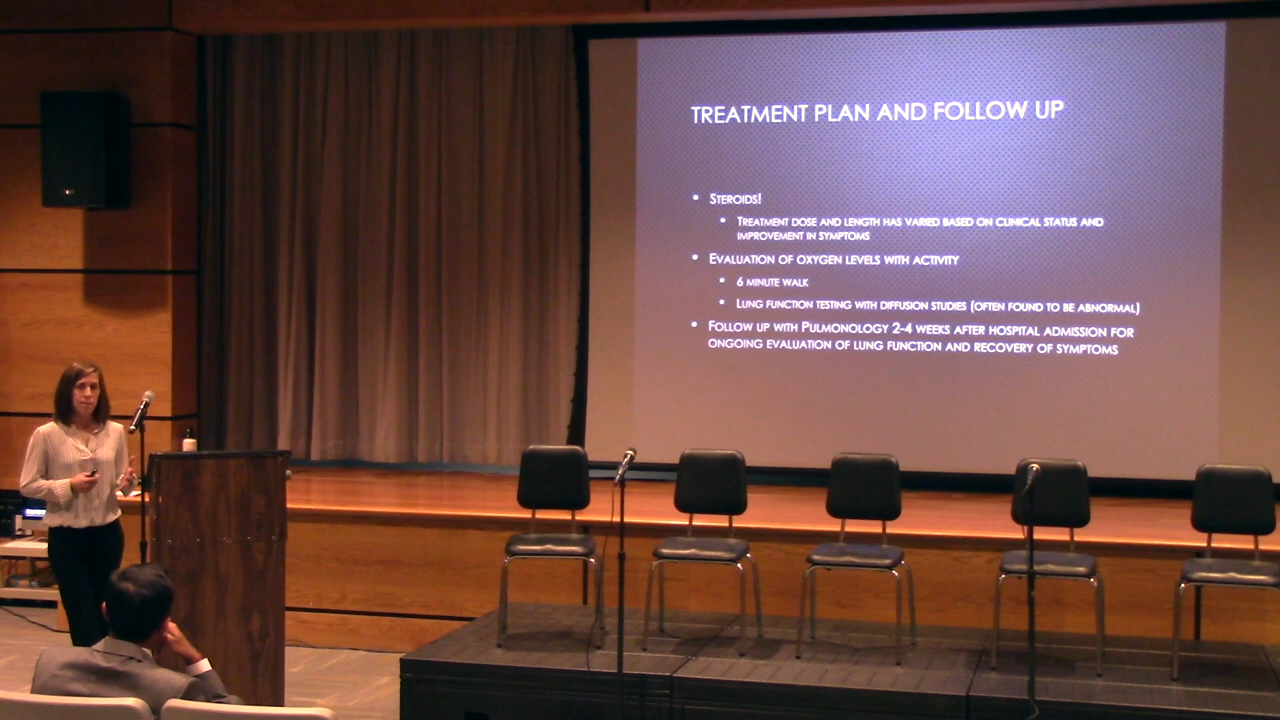 TREATMENT PLAN AND FOLLOW UP
• STEROIDS!
• TREATMENT DOSE AND LENGTH HAS VARIED BASED ON CLINICAL STATUS AND
IMPROVEMENT IN SYMPTOMS
• EVALUATION OF OXYGEN LEVELS WITH ACTIVITY
• 6 MINUTE WALK
• LUNG FUNCTION TESTING WITH DIFFUSION STUDIES (OFTEN FOUND TO BE ABNORMAL)
• FOLLOW UP WITH PULMONOLOGY 2-4 WEEKS AFTER HOSPITAL ADMISSION FOR
ONGOING EVALUATION OF LUNG FUNCTION AND RECOVERY OF SYMPTOMS